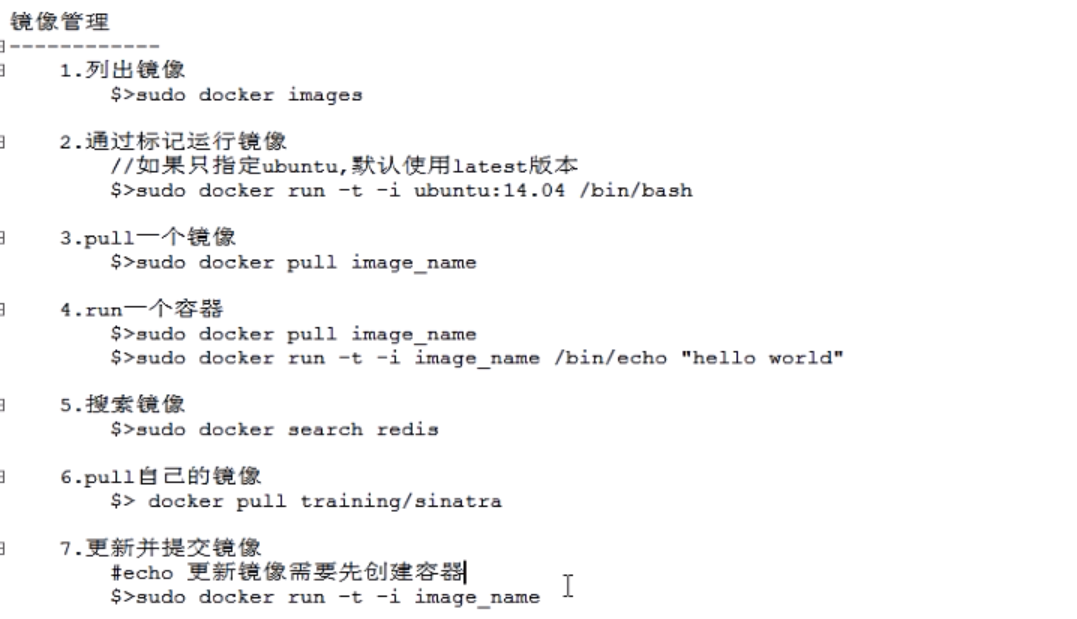 镜像管理
------------
1.列出镜像
$>sudo docker images
2.通过标记运行镜像
//如果只指定ubuntu,默认使用latest版本
$>sudo docker run -t -i ubuntu:14.04 /bin/bash
3.pull一个镜像
$>sudo docker pull image_name
4.run一个容器
$>sudo docker pull image_name
$>sudo docker run -t -i image_name /bin/echo "hello world"
5.搜索镜像
$>sudo docker search redis
6.pull自己的镜像
$> docker pull training/sinatra
7.更新并提交镜像
#echo 更新镜像需要先创建容器
$>sudo docker run -t -i image_name